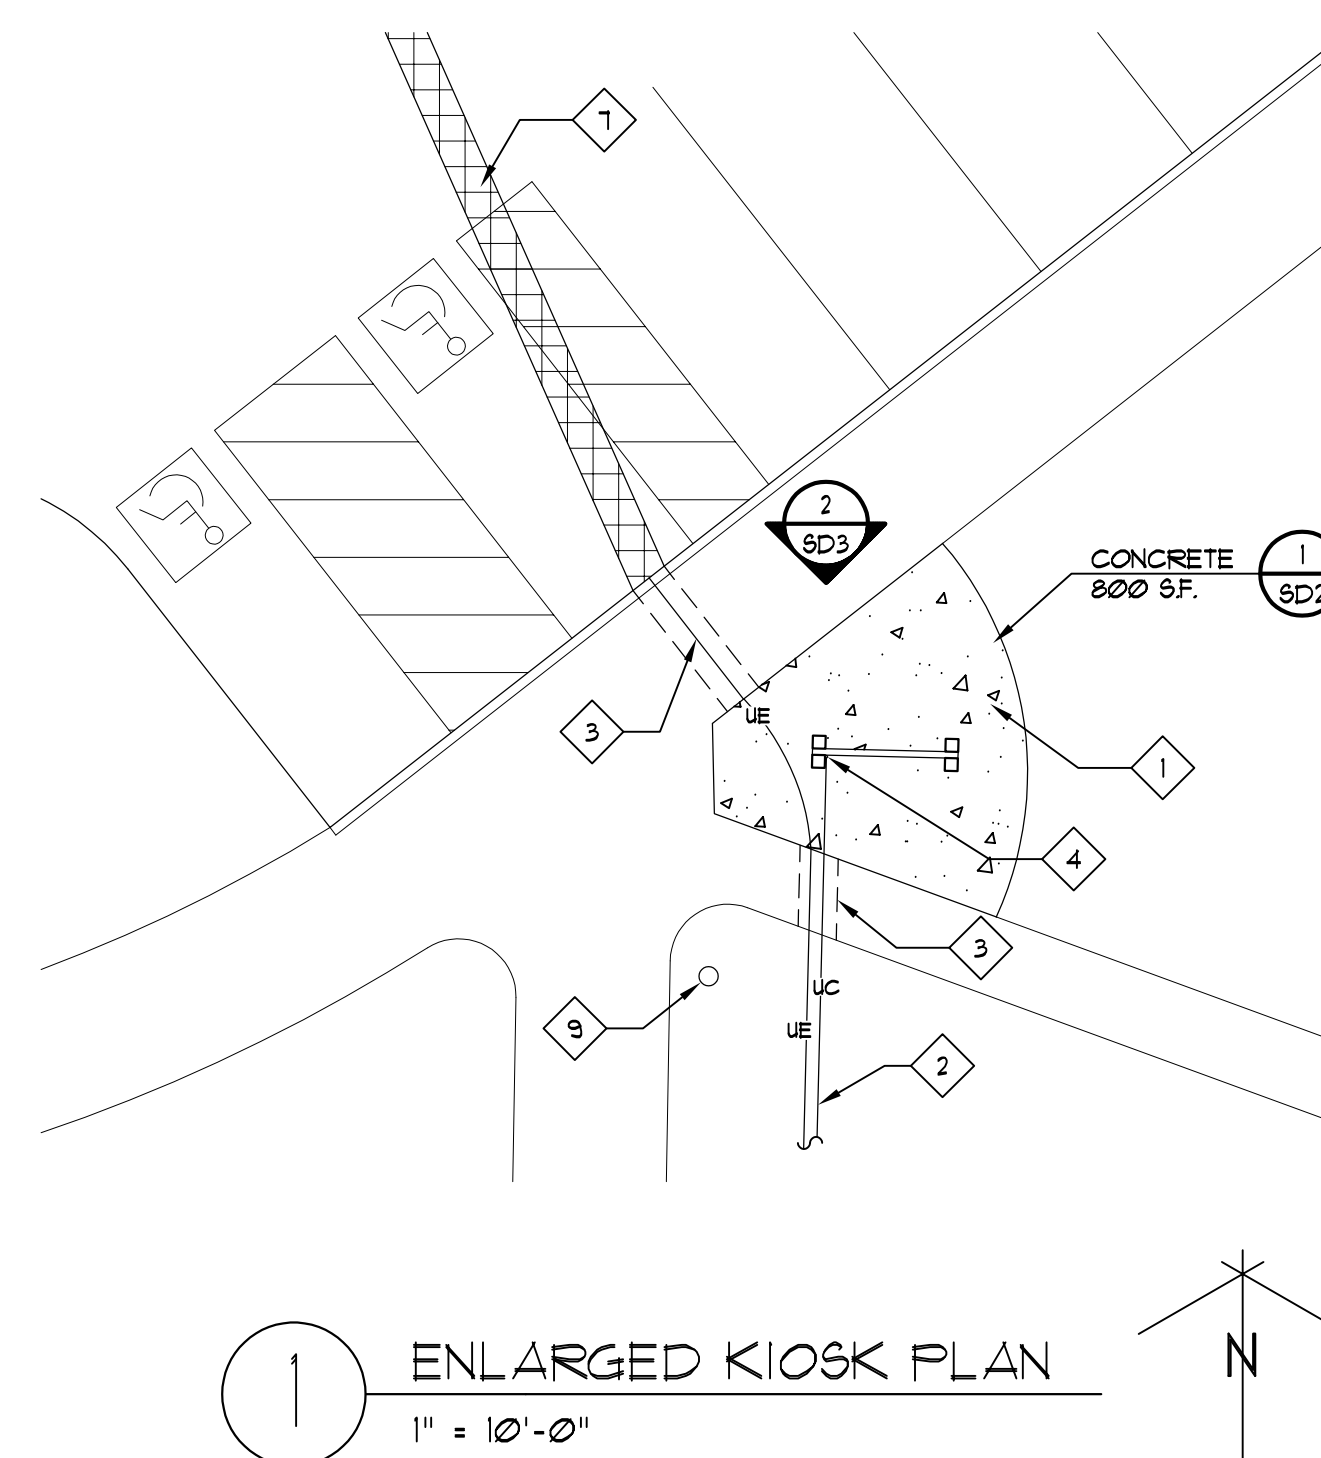 7
2
SD3
CONCRETE
800 S.F.
1
SD2
3
UE
1
4
3
UC
9
UE
2
1
ENLARGED KIOSK PLAN
1" = 10'-0"
N